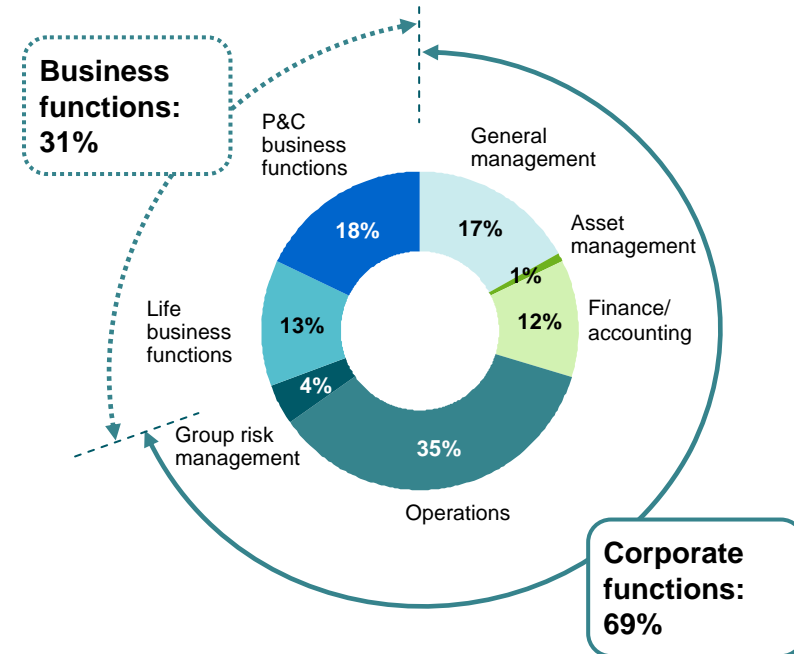 Business
functions:
31%
P&C
business
functions
General
management
18%
17%
Asset
management
1%
Life
business
functions
13%
12%
Finance/
accounting
4%
Group risk
management
35%
Operations
Corporate
functions:
69%